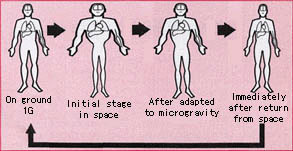 On ground
1G
Initial stage
in space
After adapted
to microgravity
Immediately
after return
from space